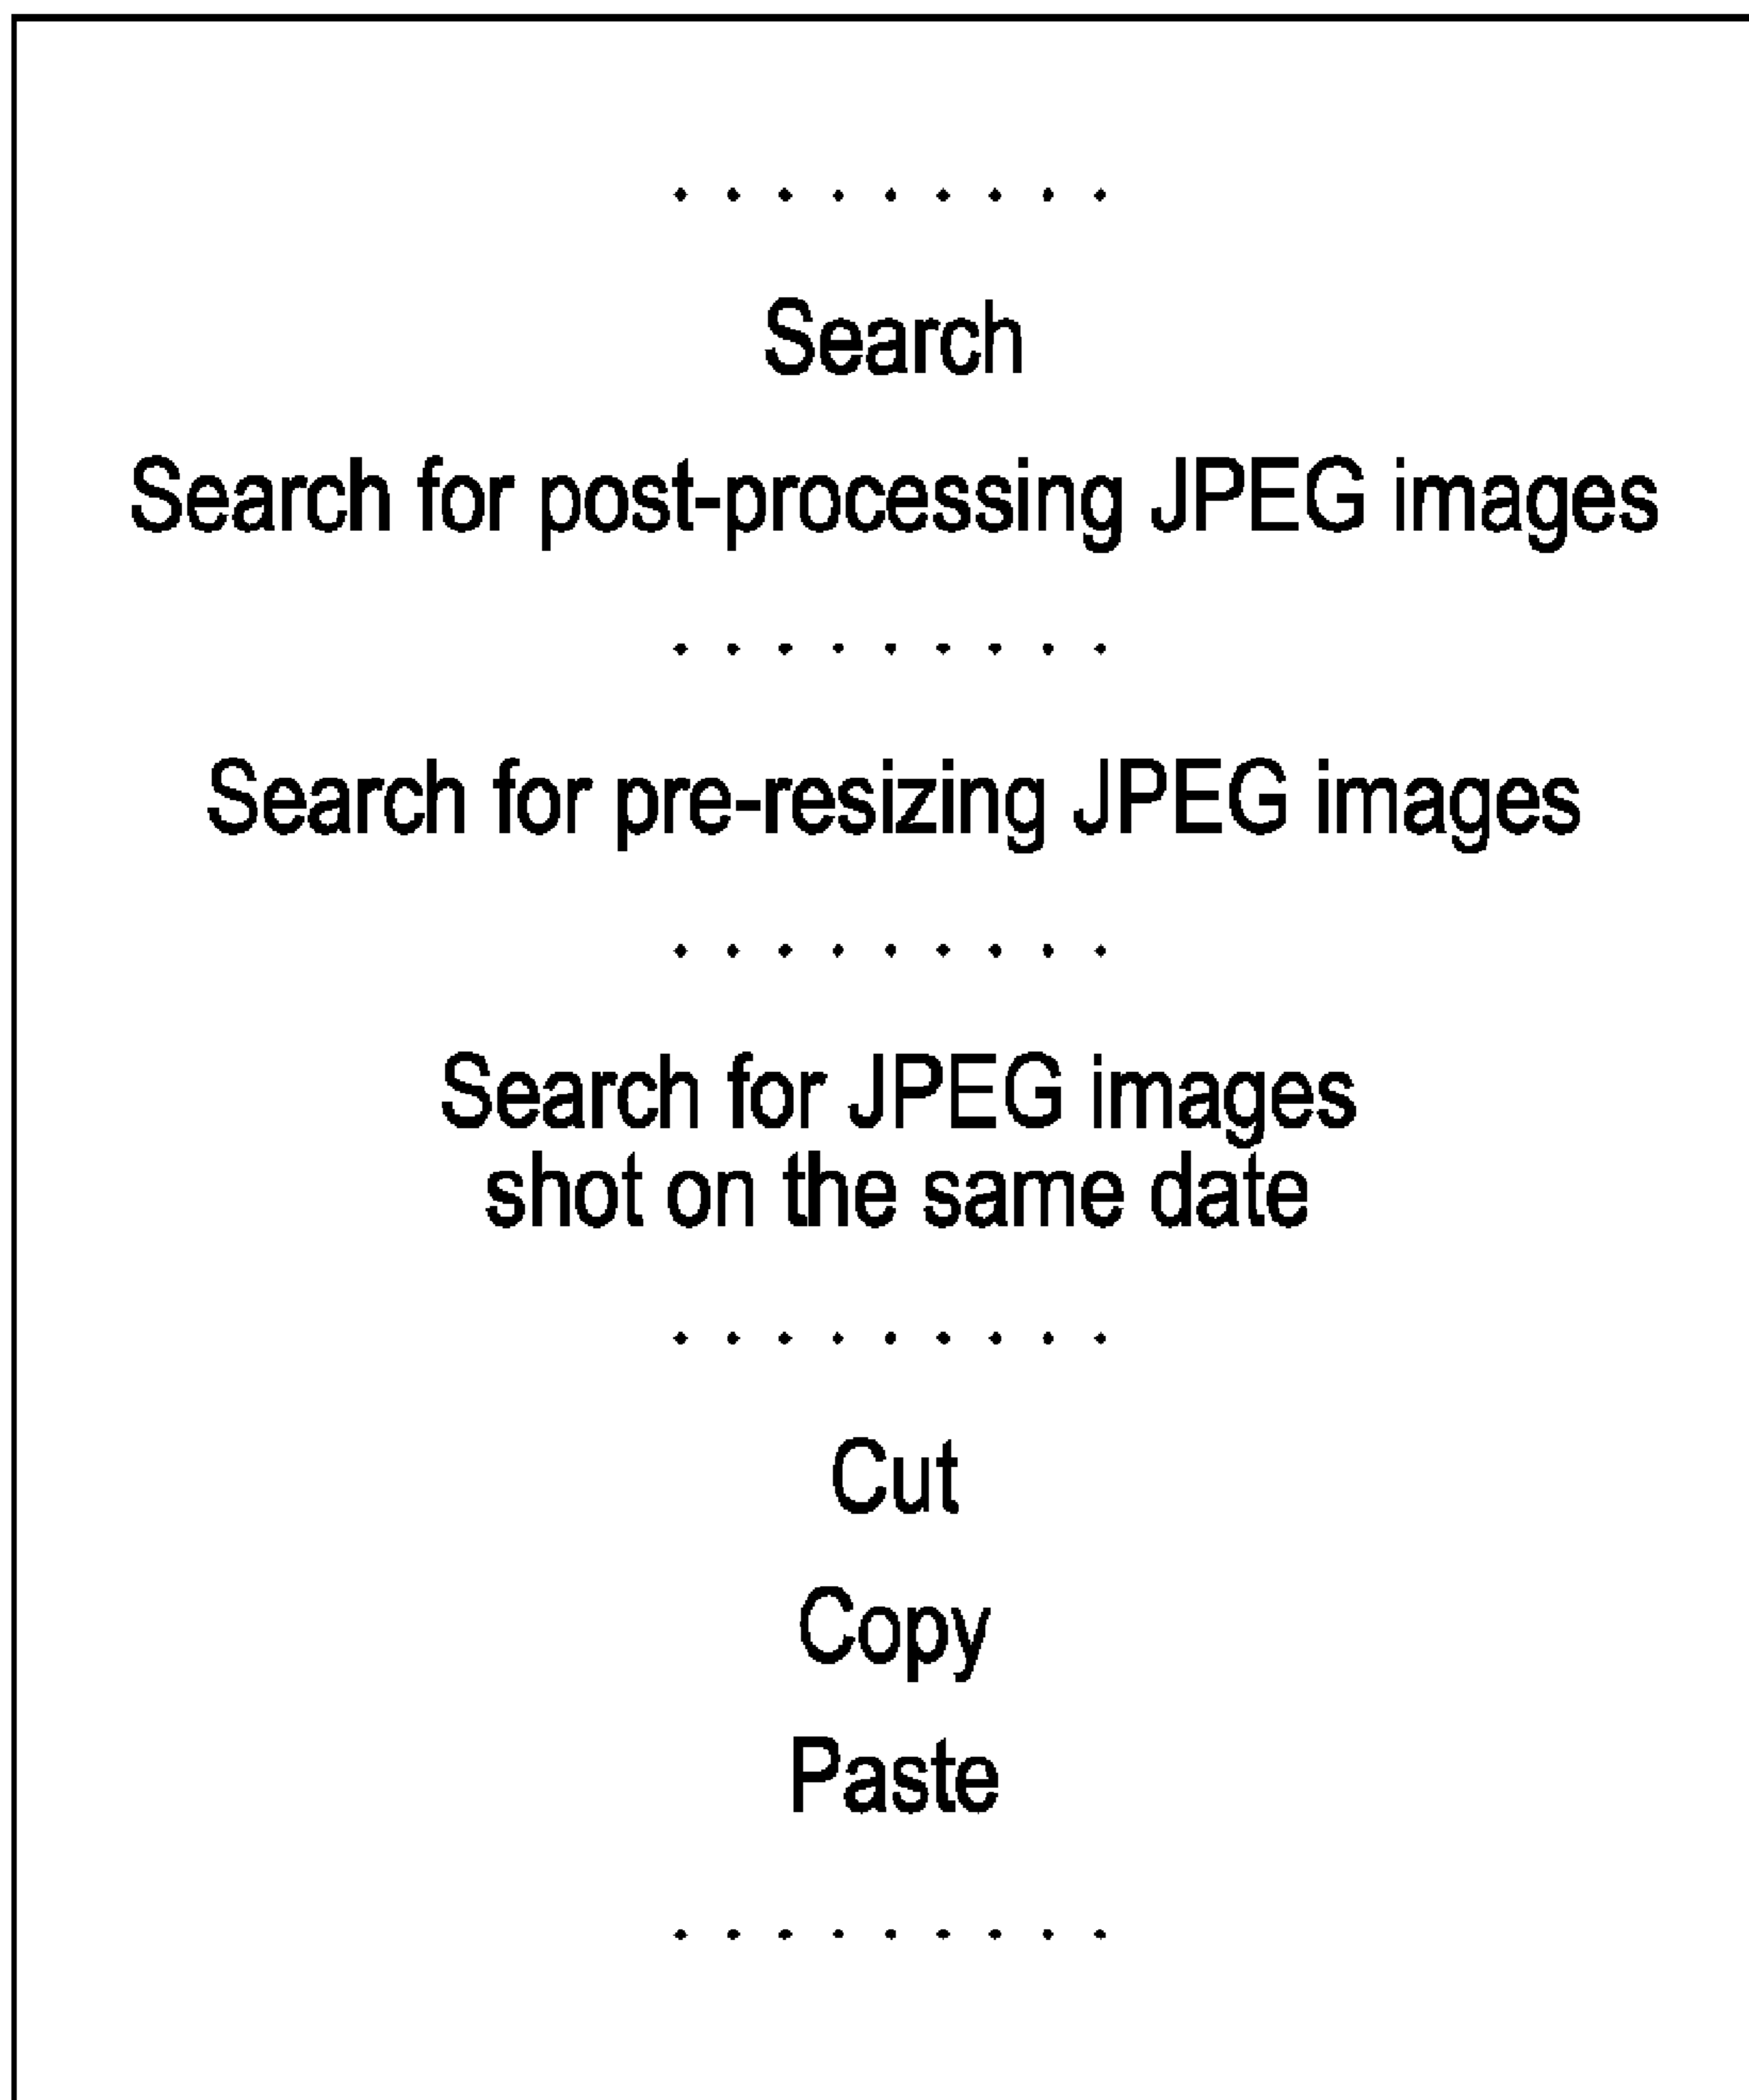 . . . . . . . . .
Search
Search for post-processing JPEG images
. . . . . . . . .
Search for pre-resizing JPEG images
. . . . . . . . .
Search for JPEG images
shot on the same date
. . . . . . . . .
Cut
Copy
Paste
. . . . . . . . .